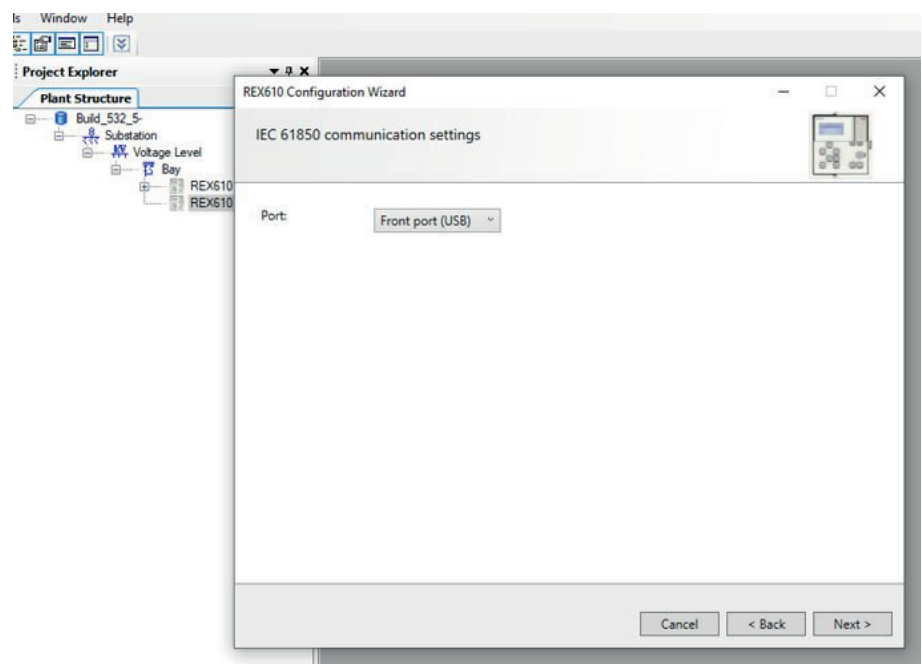 ls Window Help
Project Explorer
Plant Structure
Build_532_5-
Substation
Voltage Level
Bay
REX610
REX610
REX610 Configuration Wizard
IEC 61850 communication settings
Port:
Front port (USB)
Cancel
< Back
Next >